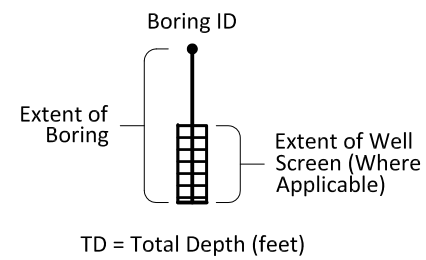 Boring ID
Extent of
Boring
Extent of Well
Screen (Where
Applicable)
TD = Total Depth (feet)